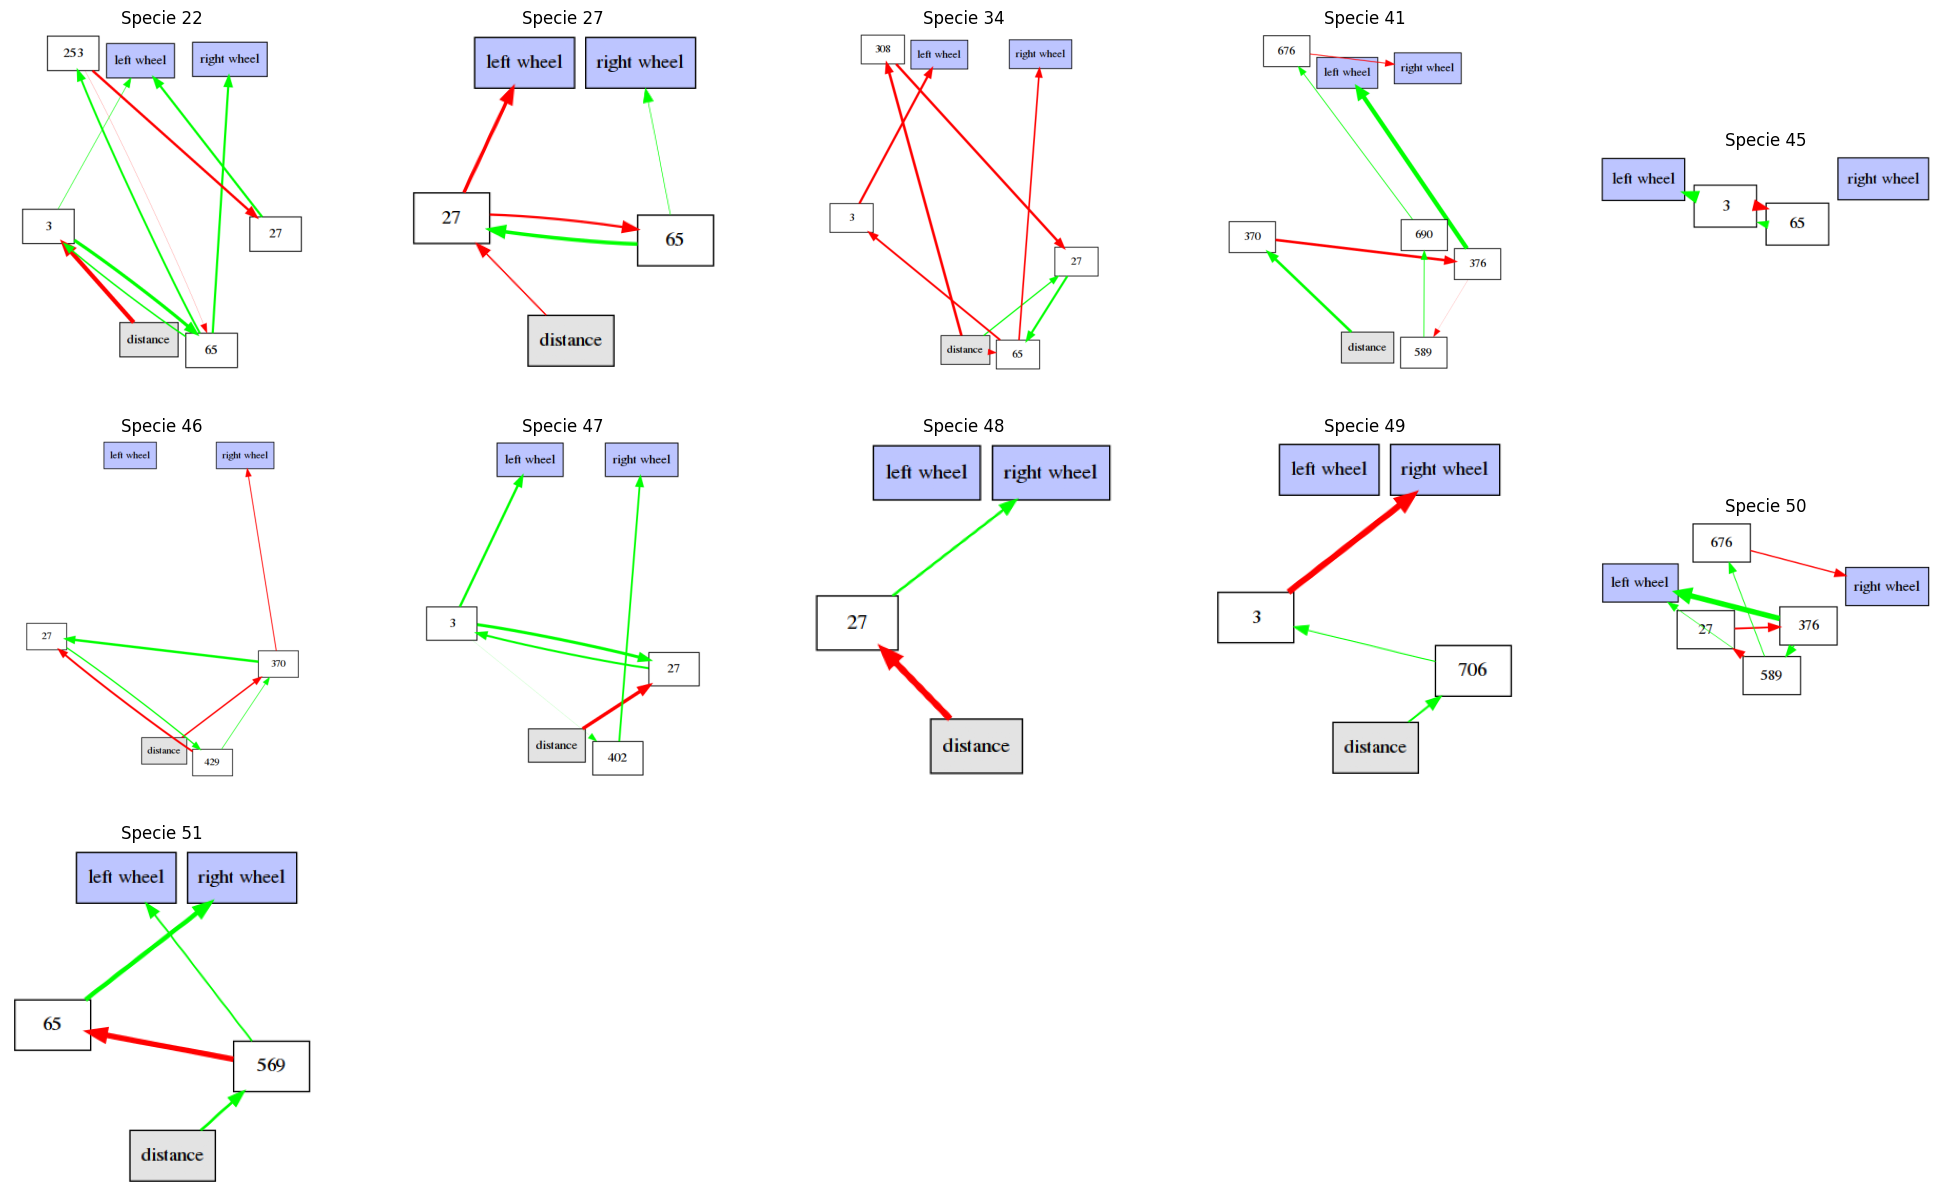 Specie 22
253
left wheel
right wheel
3
27
distance
65
Specie 27
left wheel
right wheel
27
65
distance
Specie 34
308
left wheel
right wheel
3
27
distance
65
Specie 41
676
left wheel
right wheel
370
690
376
distance
589
Specie 45
left wheel
right wheel
3
65
Specie 46
left wheel
right wheel
27
370
distance
429
Specie 47
left wheel
right wheel
3
27
distance
402
Specie 48
left wheel
right wheel
27
distance
Specie 49
left wheel
right wheel
3
706
distance
Specie 50
676
left wheel
right wheel
27
376
589
Specie 51
left wheel
right wheel
65
569
distance